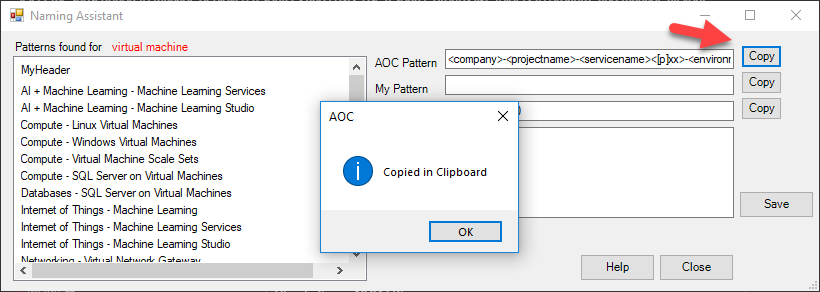 Naming Assistant
Patterns found for virtual machine
MyHeader
AI + Machine Learning - Machine Learning Services
AI + Machine Learning - Machine Learning Studio
Compute - Linux Virtual Machines
Compute - Windows Virtual Machines
Compute - Virtual Machine Scale Sets
Compute - SQL Server on Virtual Machines
Databases - SQL Server on Virtual Machines
Internet of Things - Machine Learning
Internet of Things - Machine Learning Services
Internet of Things - Machine Learning Studio
Networking - Virtual Network Gateway
AOC Pattern
<company>-<projectname>-<servicename><[p]xx>-<environm
Copy
My Pattern
Copy
Copy
AOC
Copied in Clipboard
OK
Save
Help
Close